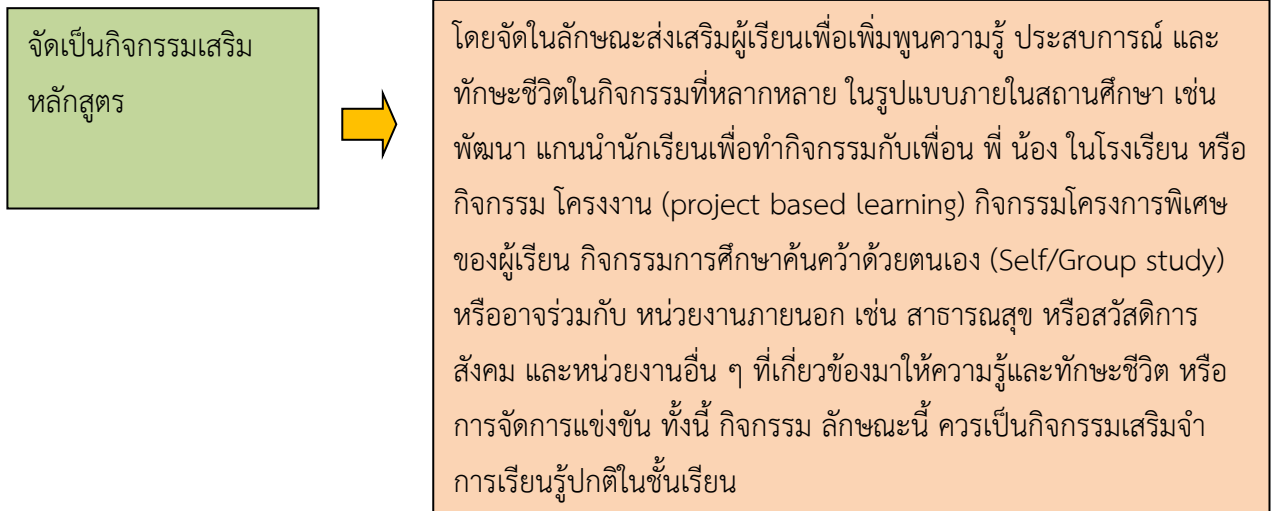 จัดเป็นกิจกรรมเสริม
หลักสูตร
โดยจัดในลักษณะส่งเสริมผู้เรียนเพื่อเพิ่มพูนความรู้ ประสบการณ์ และ
ทักษะชีวิตในกิจกรรมที่หลากหลาย ในรูปแบบภายในสถานศึกษา เช่น
พัฒนา แกนนำนักเรียนเพื่อทำกิจกรรมกับเพื่อน พี่ น้อง ในโรงเรียน หรือ
กิจกรรม โครงงาน (project based learning) กิจกรรมโครงการพิเศษ
ของผู้เรียน กิจกรรมการศึกษาค้นคว้าด้วยตนเอง (Self/Group study)
หรืออาจร่วมกับ หน่วยงานภายนอก เช่น สาธารณสุข หรือสวัสดิการ
สังคม และหน่วยงานอื่น ๆ ที่เกี่ยวข้องมาให้ความรู้และทักษะชีวิต หรือ
การจัดการแข่งขัน ทั้งนี้ กิจกรรม ลักษณะนี้ ควรเป็นกิจกรรมเสริมจำ
การเรียนรู้ปกติในชั้นเรียน